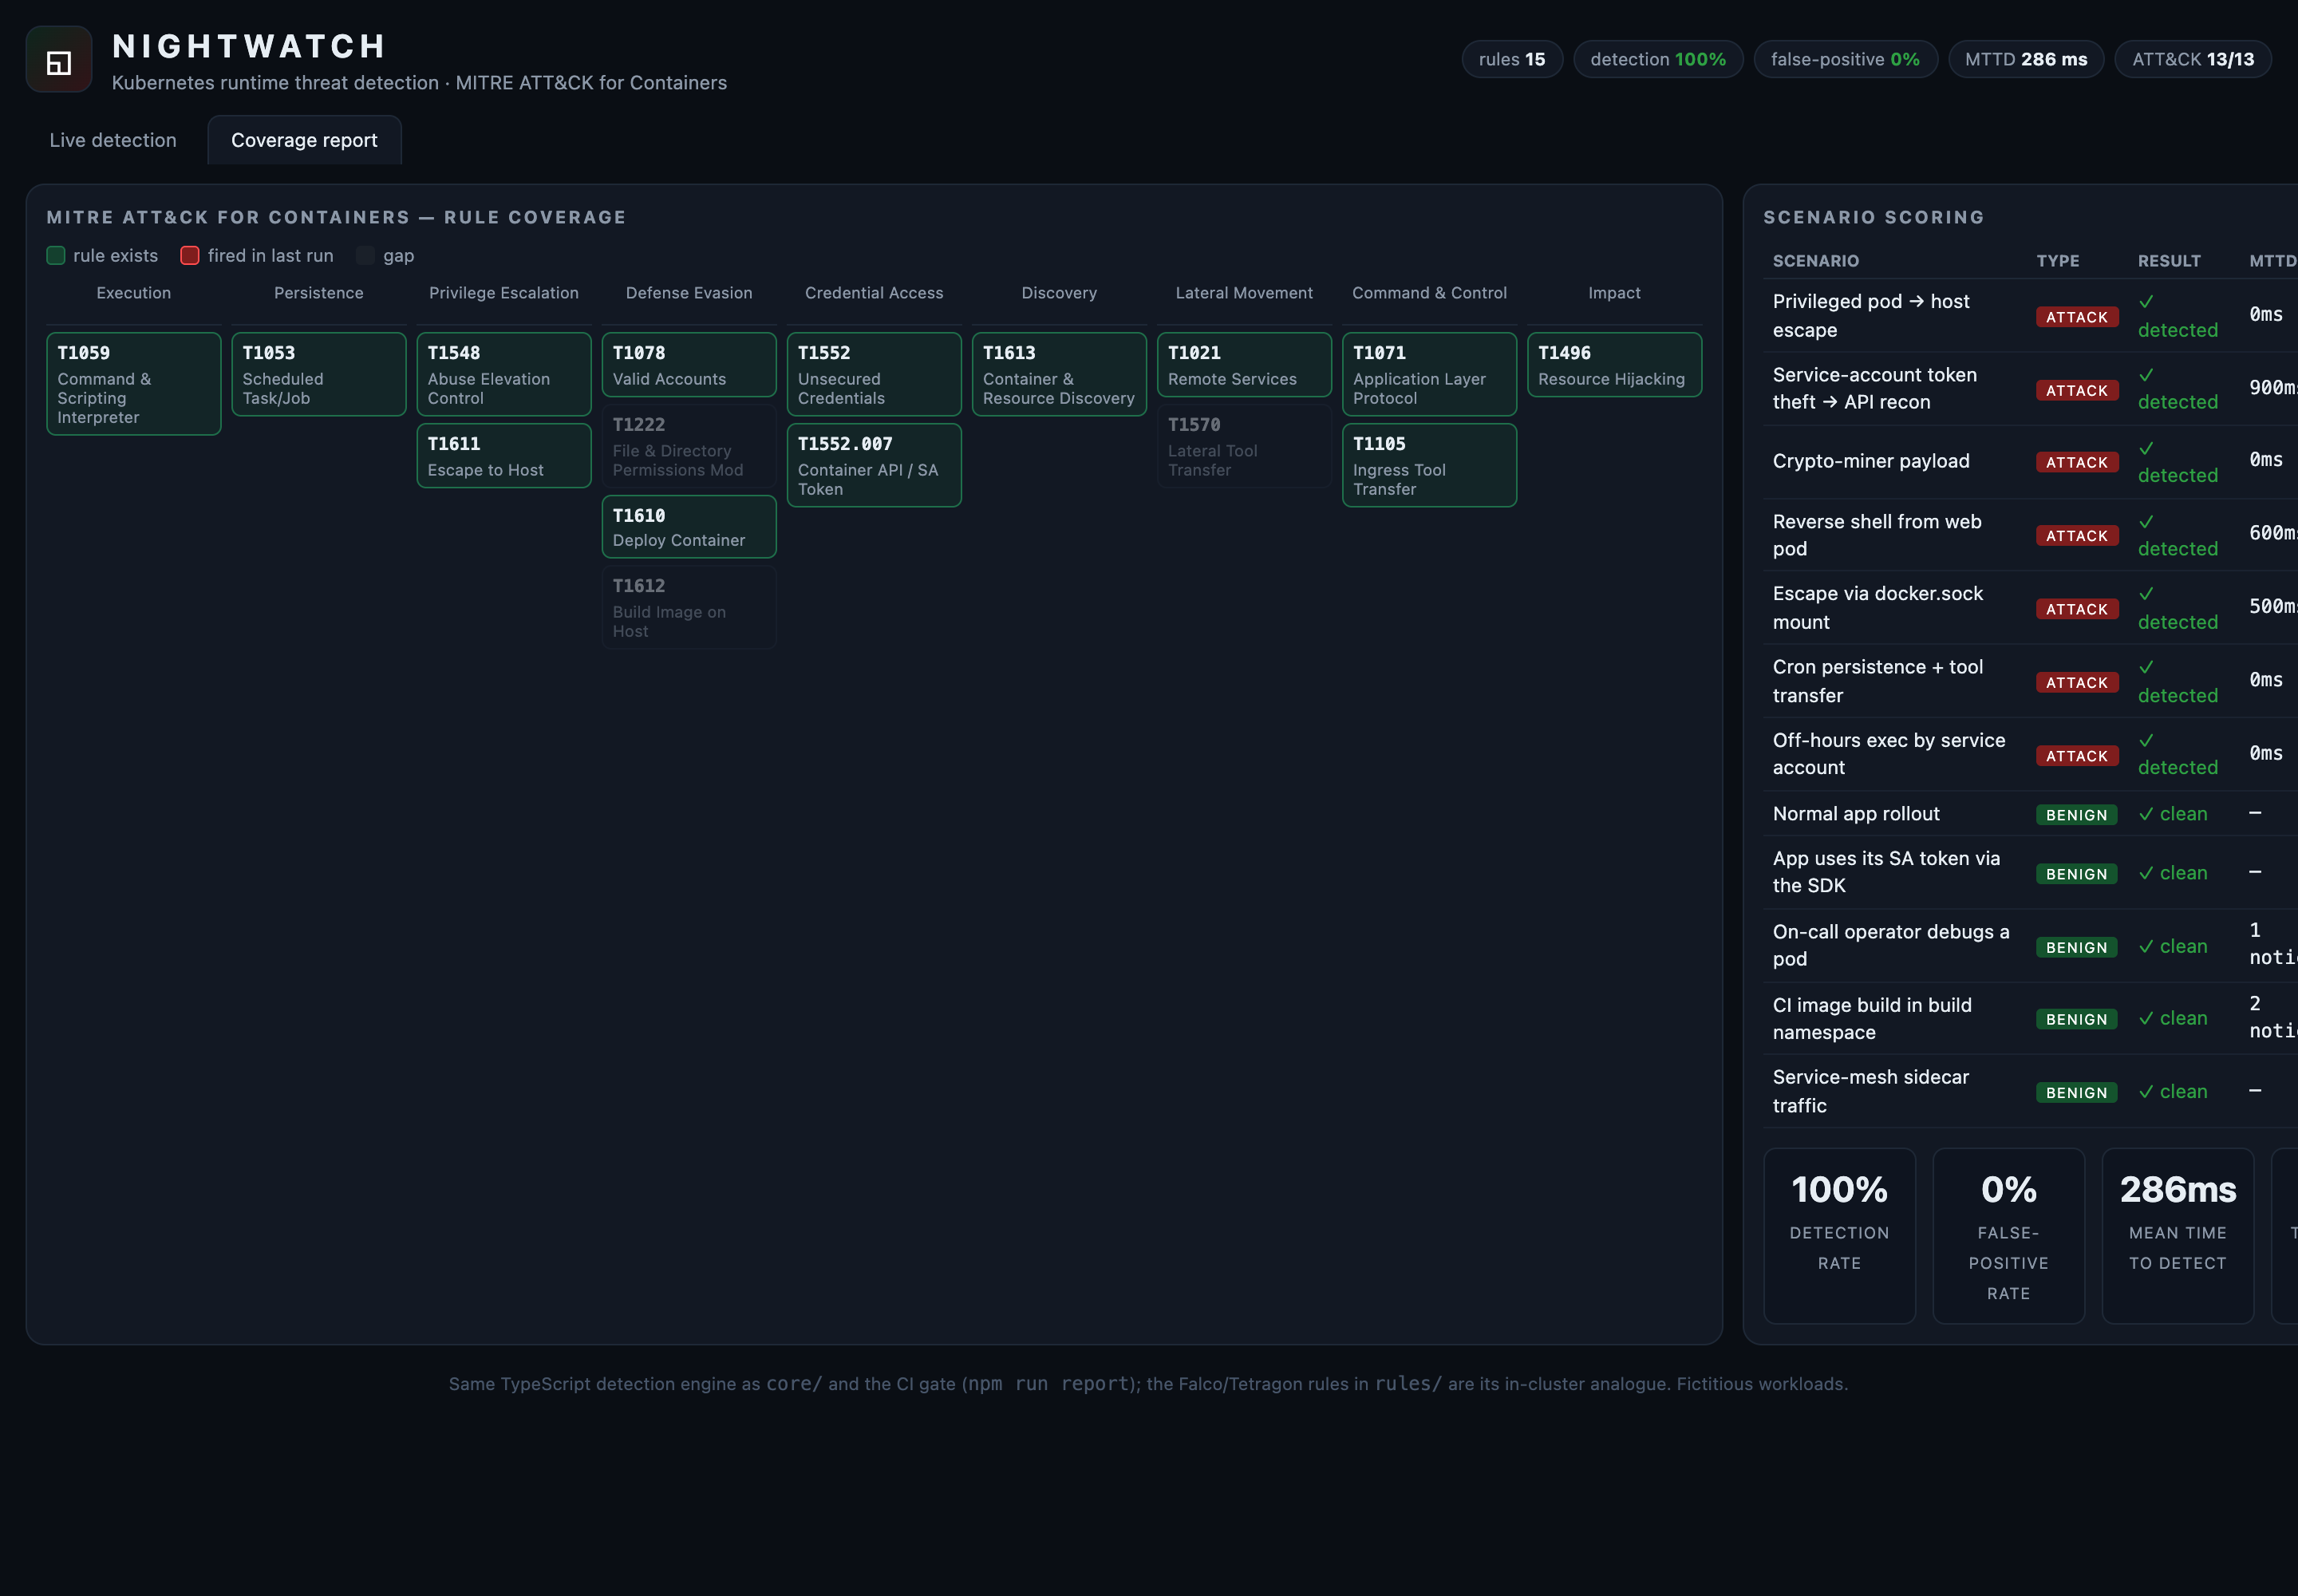 NIGHTWATCH
Kubernetes runtime threat detection · MITRE ATT&CK for Containers
rules 15
detection 100%
false-positive 0%
MTTD 286 ms
ATT&CK 13/13
Live detection
Coverage report
MITRE ATT&CK FOR CONTAINERS — RULE COVERAGE
rule exists
fired in last run
gap
Execution
T1059
Command &
Scripting
Interpreter
Persistence
T1053
Scheduled
Task/Job
Privilege Escalation
T1548
Abuse Elevation
Control
T1611
Escape to Host
Defense Evasion
T1078
Valid Accounts
T1222
File & Directory
Permissions Mod
T1610
Deploy Container
T1612
Build Image on
Host
Credential Access
T1552
Unsecured
Credentials
T1552.007
Container API / SA
Token
Discovery
T1613
Container &
Resource Discovery
Lateral Movement
T1021
Remote Services
T1570
Lateral Tool
Transfer
Command & Control
T1071
Application Layer
Protocol
T1105
Ingress Tool
Transfer
Impact
T1496
Resource Hijacking
SCENARIO SCORING
SCENARIO TYPE RESULT MTTD
Privileged pod → host
escape
ATTACK
✓
detected
0ms
Service-account token
theft → API recon
ATTACK
✓
detected
900ms
Crypto-miner payload
ATTACK
✓
detected
0ms
Reverse shell from web
pod
ATTACK
✓
detected
600ms
Escape via docker.sock
mount
ATTACK
✓
detected
500ms
Cron persistence + tool
transfer
ATTACK
✓
detected
0ms
Off-hours exec by service
account
ATTACK
✓
detected
0ms
Normal app rollout
BENIGN
✓ clean
—
App uses its SA token via
the SDK
BENIGN
✓ clean
—
On-call operator debugs a
pod
BENIGN
✓ clean
1
CI image build in build
namespace
BENIGN
✓ clean
2
Service-mesh sidecar
traffic
BENIGN
✓ clean
—
100%
DETECTION
RATE
0%
FALSE-
POSITIVE
RATE
286ms
MEAN TIME
TO DETECT
Same TypeScript detection engine as core/ and the CI gate (npm run report); the Falco/Tetragon rules in rules/ are its in-cluster analogue. Fictitious workloads.